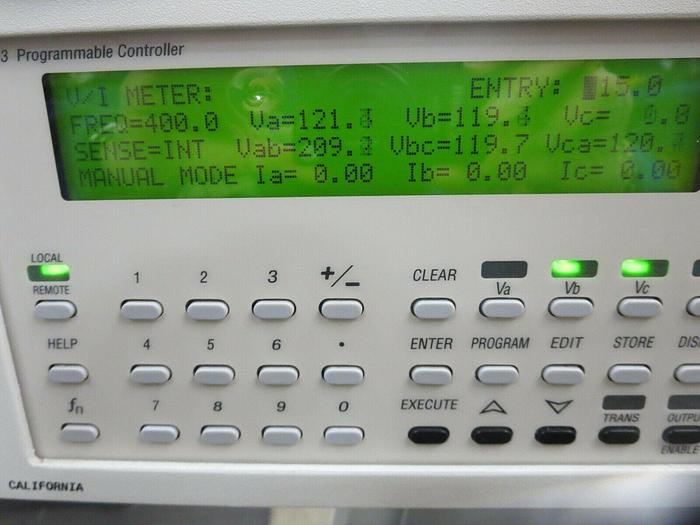 3 Programmable Controller
V/I METER: ENTRY: 15.0
FREQ=400.0 Va=121. Vb=119. Vc= 0.0
SENSE=INT Vab=209. Vbc=119.7 Vca=120.
MANUAL MODE Ia= 0.00 Ib= 0.00 Ic= 0.00
LOCAL
REMOTE
1 2 3 +/− CLEAR Va Vb Vc
HELP 4 5 6 . ENTER PROGRAM EDIT STORE DIS
fn 7 8 9 0 EXECUTE TRANS OUTPU
ENABLE
CALIFORNIA